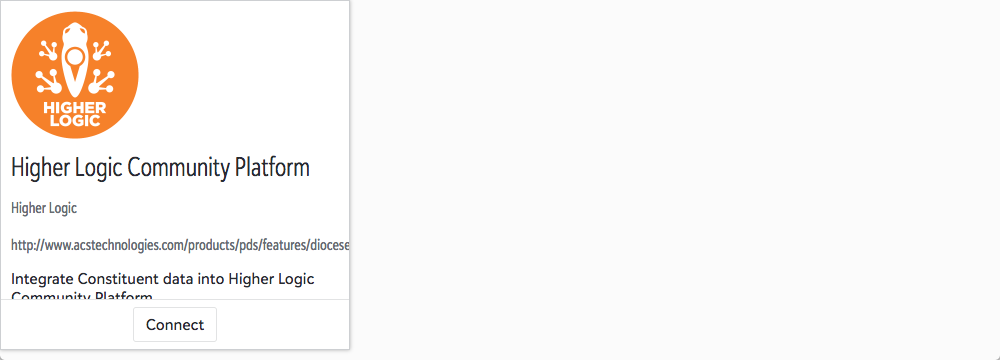 HIGHER
LOGIC
Higher Logic Community Platform
Higher Logic
http://www.acstechnologies.com/products/pds/features/diocese
Integrate Constituent data into Higher Logic
Community Platform
Connect